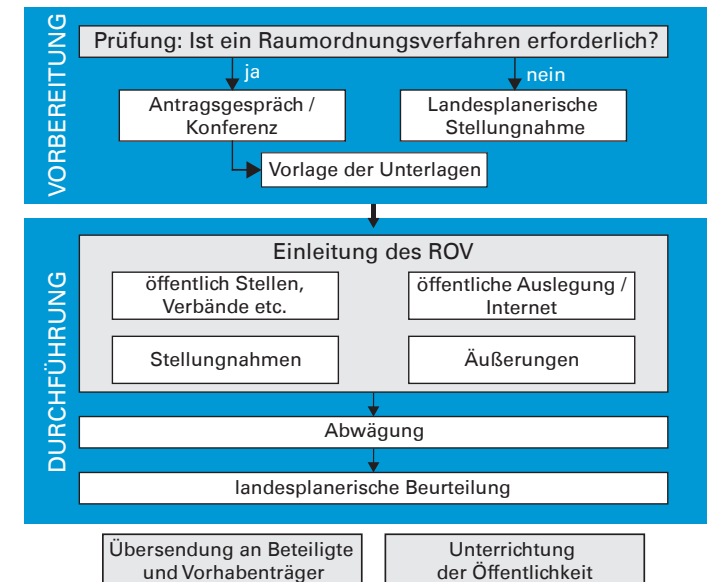 VORBEREITUNG
Prüfung: Ist ein Raumordnungsverfahren erforderlich?
ja
nein
Antragsgespräch /
Konferenz
Landesplanerische
Stellungnahme
Vorlage der Unterlagen
DURCHFÜHRUNG
Einleitung des ROV
öffentlich Stellen,
Verbände etc.
öffentliche Auslegung /
Internet
Stellungnahmen
Äußerungen
Abwägung
landesplanerische Beurteilung
Übersendung an Beteiligte
und Vorhabenträger
Unterrichtung
der Öffentlichkeit